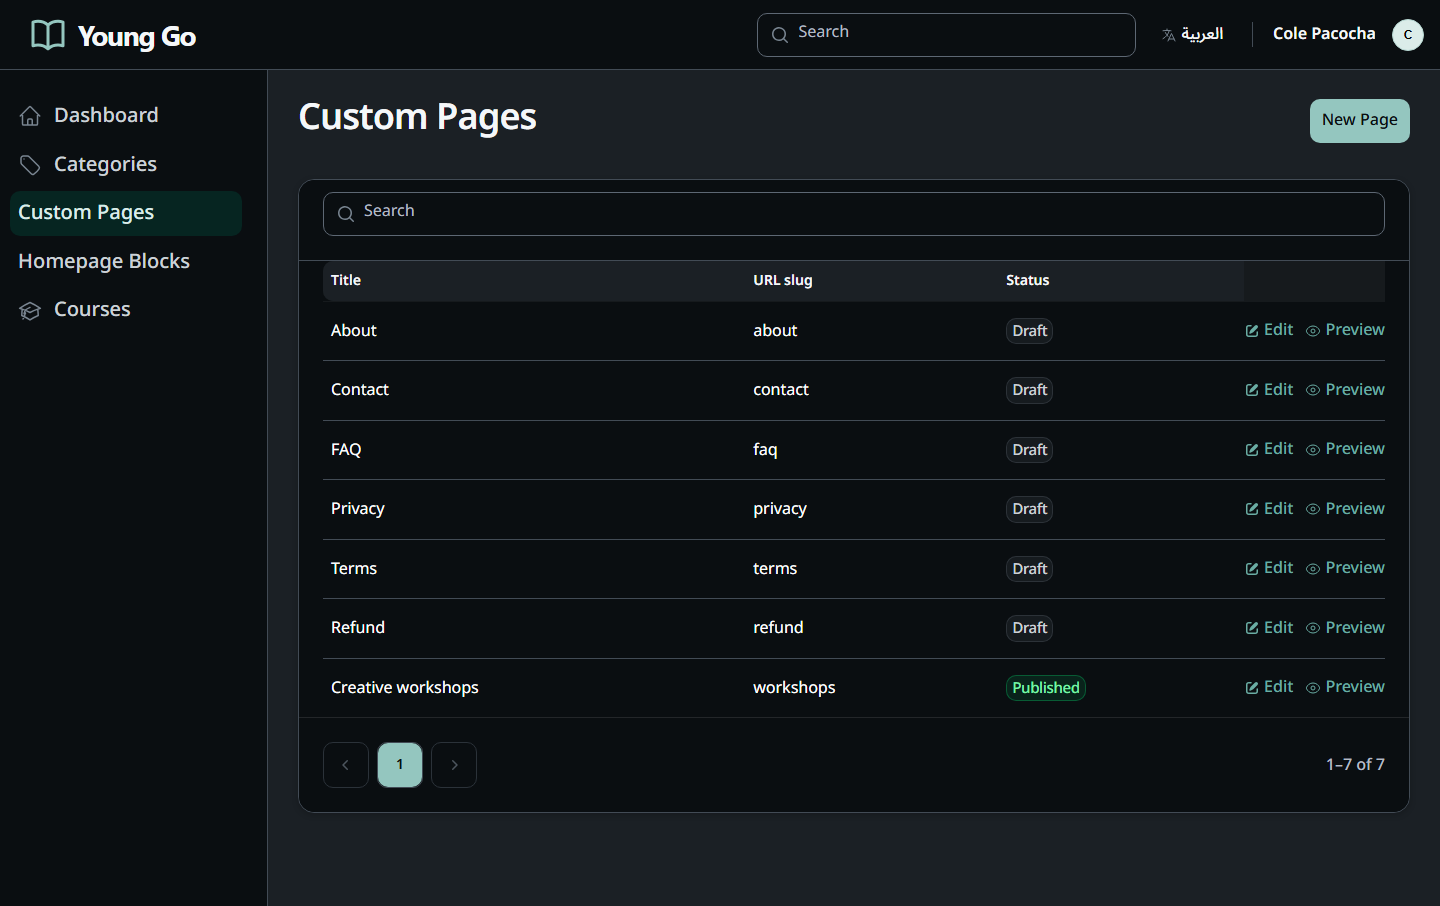 Young Go
Search
العربية
Cole Pacocha
C
Dashboard
Categories
Custom Pages
Homepage Blocks
Courses
Custom Pages
New Page
Search
Title URL slug Status
About about Draft Edit Preview
Contact contact Draft Edit Preview
FAQ faq Draft Edit Preview
Privacy privacy Draft Edit Preview
Terms terms Draft Edit Preview
Refund refund Draft Edit Preview
Creative workshops workshops Published Edit Preview
1
1–7 of 7